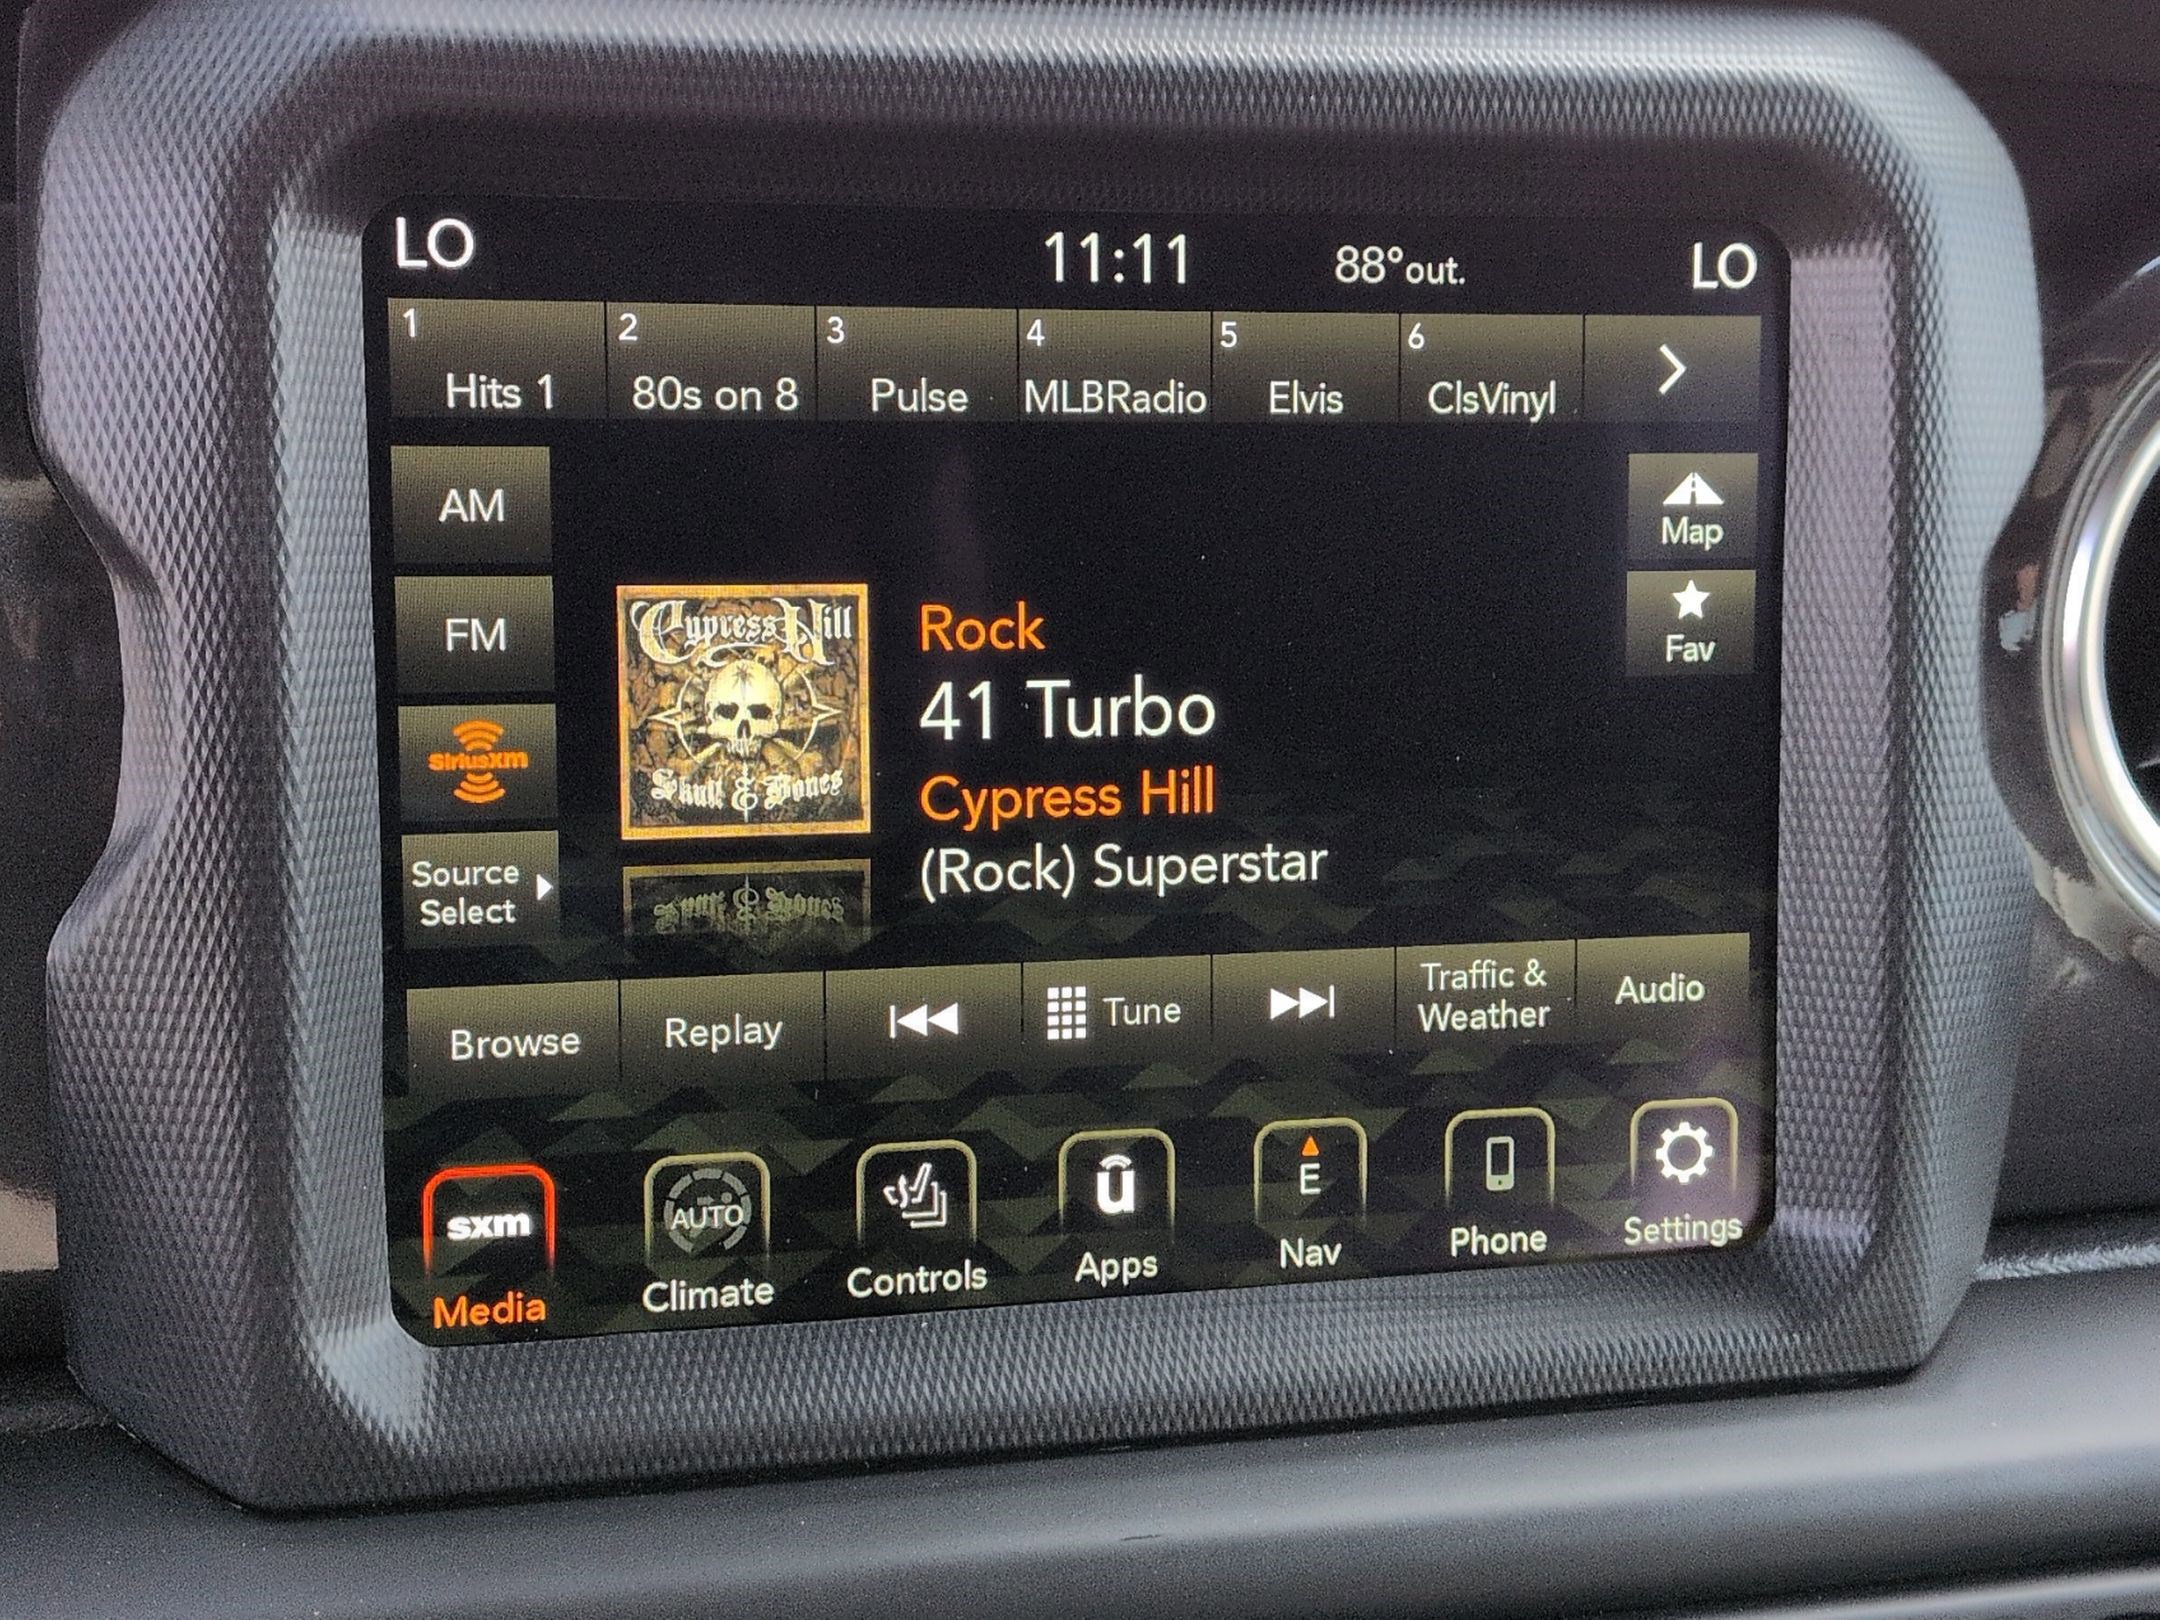 LO 11:11 88°out. LO
1 2 3 4 5 6
Hits 1 80s on 8 Pulse MLBRadio Elvis ClsVinyl
AM
FM
SiriusXm
Source
Select
Cypress Hill
Skull & Bones
Rock
41 Turbo
Cypress Hill
(Rock) Superstar
Map
Fav
Browse Replay Tune
Traffic &
Weather
Audio
sxm AUTO u E
Media Climate Controls Apps Nav Phone Settings